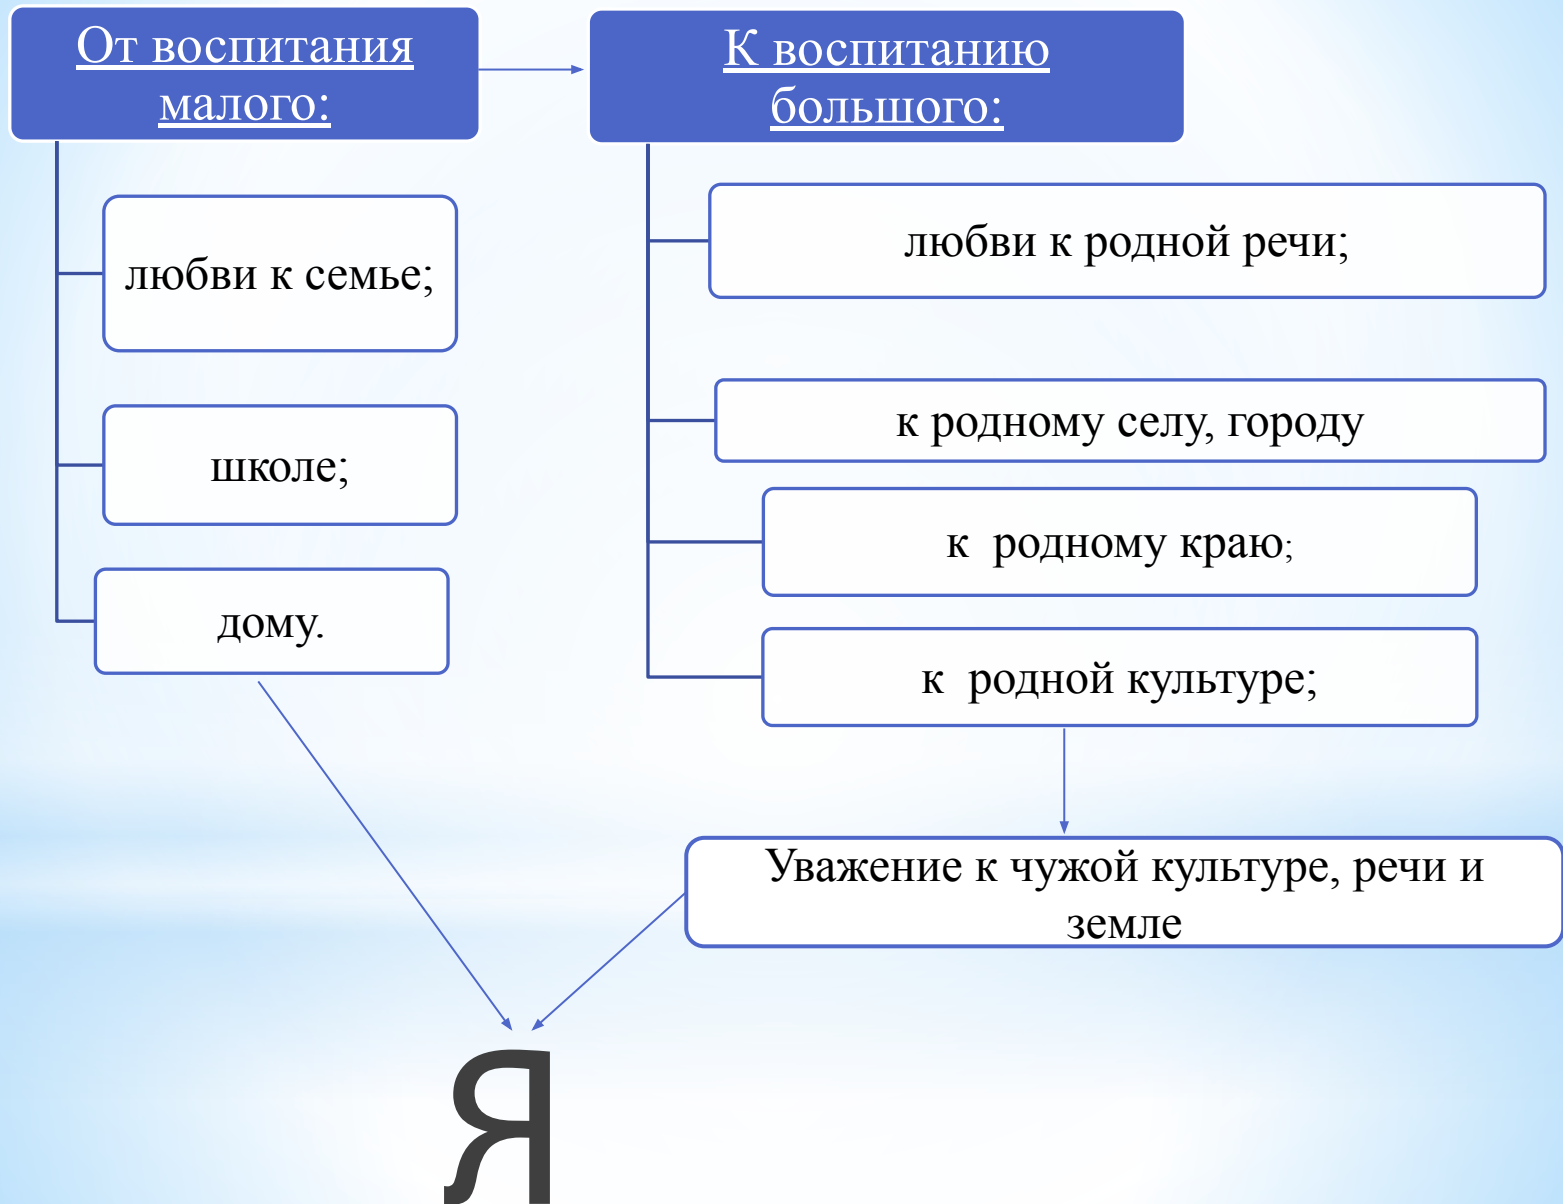 От воспитания
малого:
любви к семье;
школе;
дому.
К воспитанию
большого:
любви к родной речи;
к родному селу, городу
к  родному краю;
к  родной культуре;
Уважение к чужой культуре, речи и
земле
Я